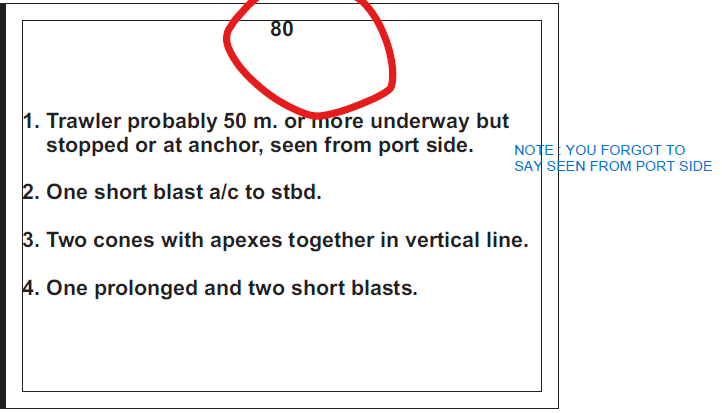 80
1. Trawler probably 50 m. or more underway but
stopped or at anchor, seen from port side.
NOTE : YOU FORGOT TO
SAY SEEN FROM PORT SIDE
2. One short blast a/c to stbd.
3. Two cones with apexes together in vertical line.
4. One prolonged and two short blasts.